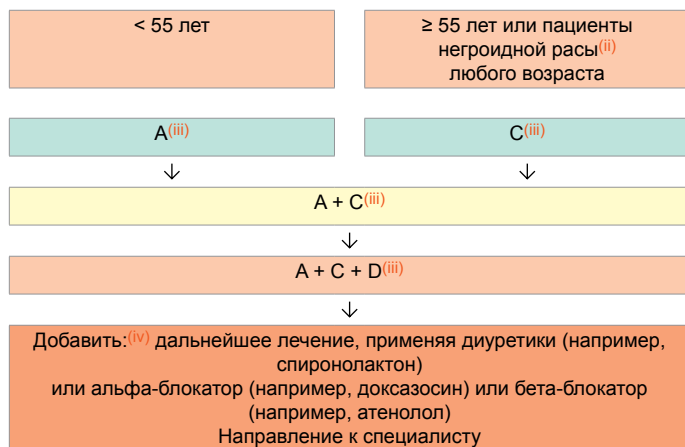 < 55 лет
≥ 55 лет или пациенты
негроидной расы(ii)
любого возраста
A(iii)
C(iii)
A + C(iii)
A + C + D(iii)
Добавить:(iv) дальнейшее лечение, применяя диуретики (например,
спиронолактон)
или альфа-блокатор (например, доксазосин) или бета-блокатор
(например, атенолол)
Направление к специалисту